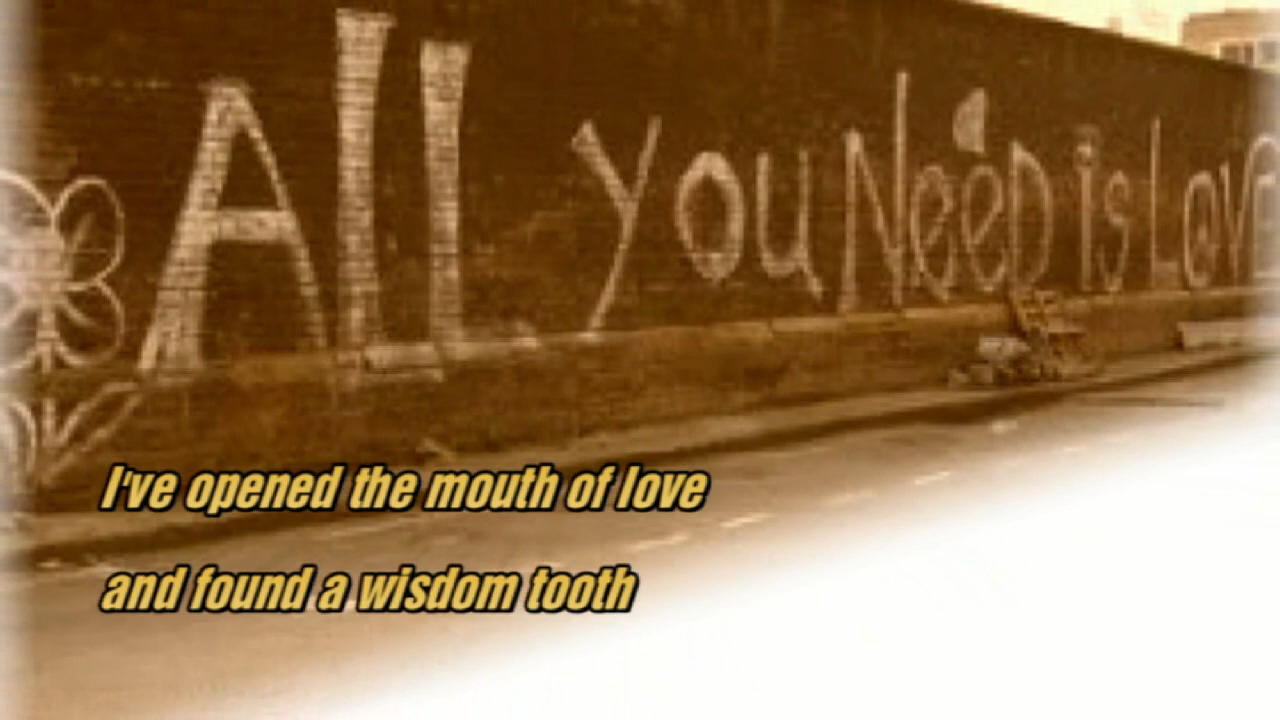 All you NeeD is Love
I've opened the mouth of love
and found a wisdom tooth